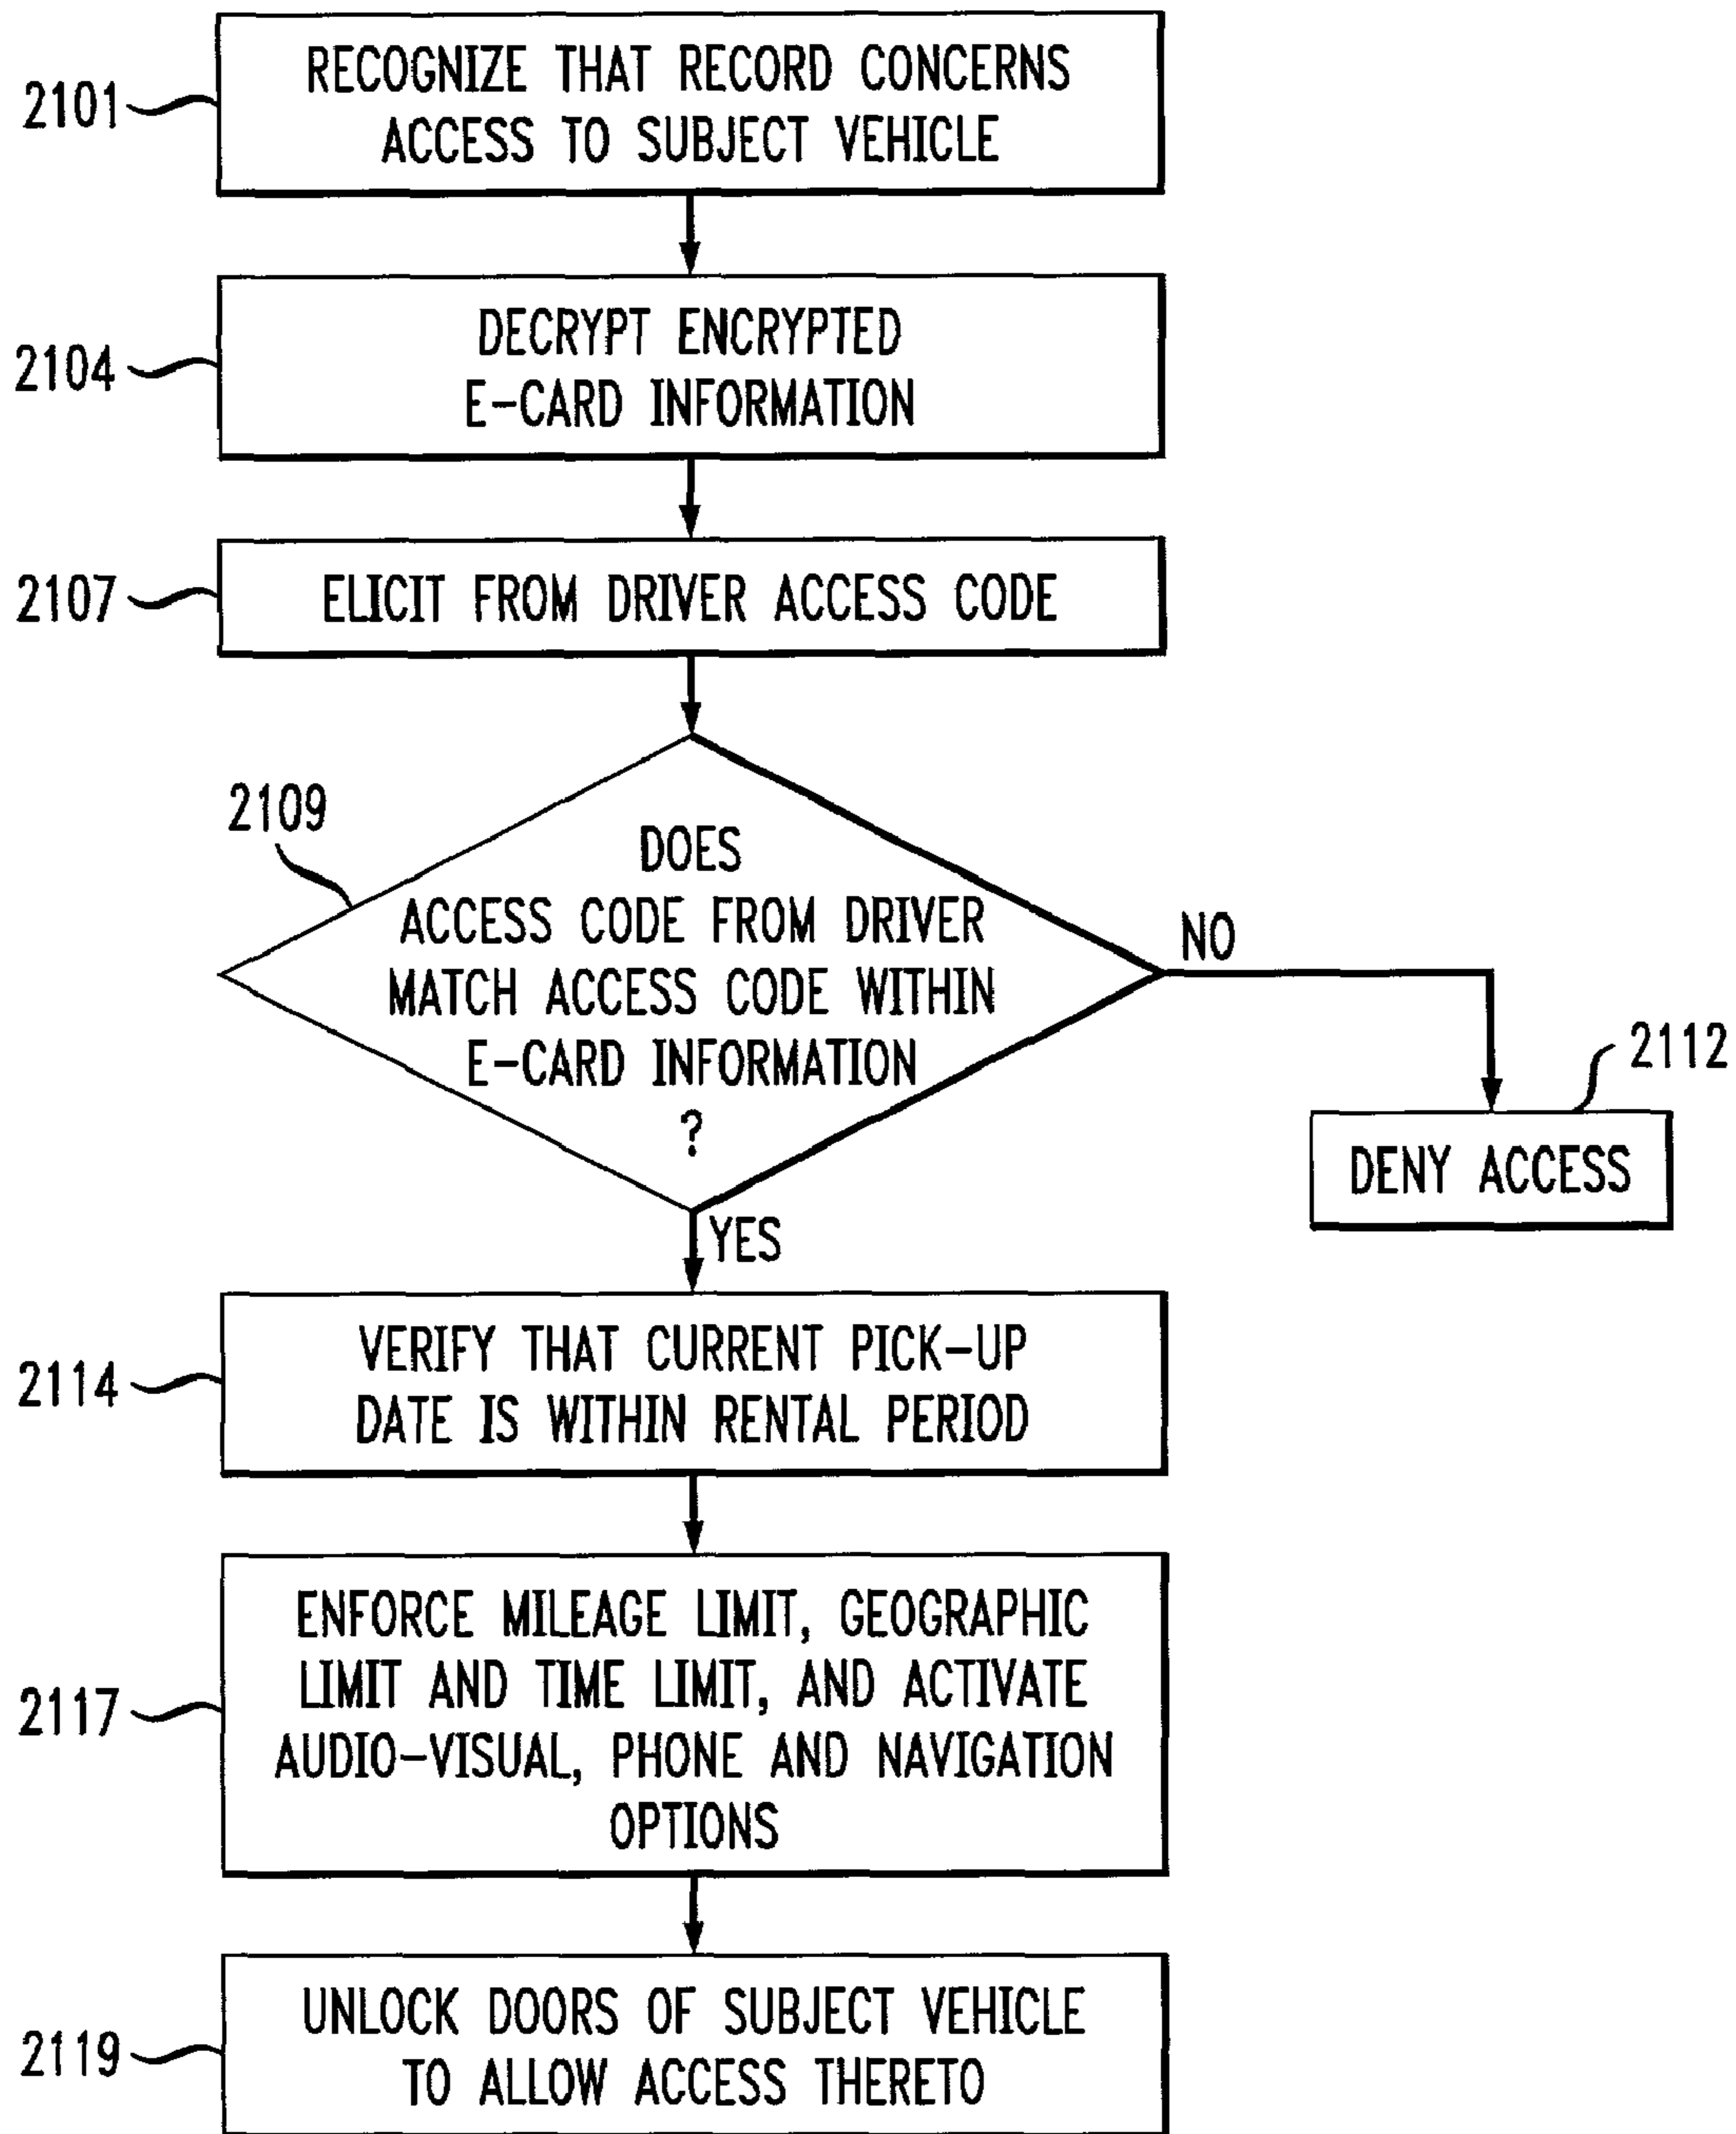 2101
RECOGNIZE THAT RECORD CONCERNS
ACCESS TO SUBJECT VEHICLE
2104
DECRYPT ENCRYPTED
E-CARD INFORMATION
2107
ELICIT FROM DRIVER ACCESS CODE
2109
DOES
ACCESS CODE FROM DRIVER
MATCH ACCESS CODE WITHIN
E-CARD INFORMATION
?
NO
2112
DENY ACCESS
YES
2114
VERIFY THAT CURRENT PICK-UP
DATE IS WITHIN RENTAL PERIOD
2117
ENFORCE MILEAGE LIMIT, GEOGRAPHIC
LIMIT AND TIME LIMIT, AND ACTIVATE
AUDIO-VISUAL, PHONE AND NAVIGATION
OPTIONS
2119
UNLOCK DOORS OF SUBJECT VEHICLE
TO ALLOW ACCESS THERETO